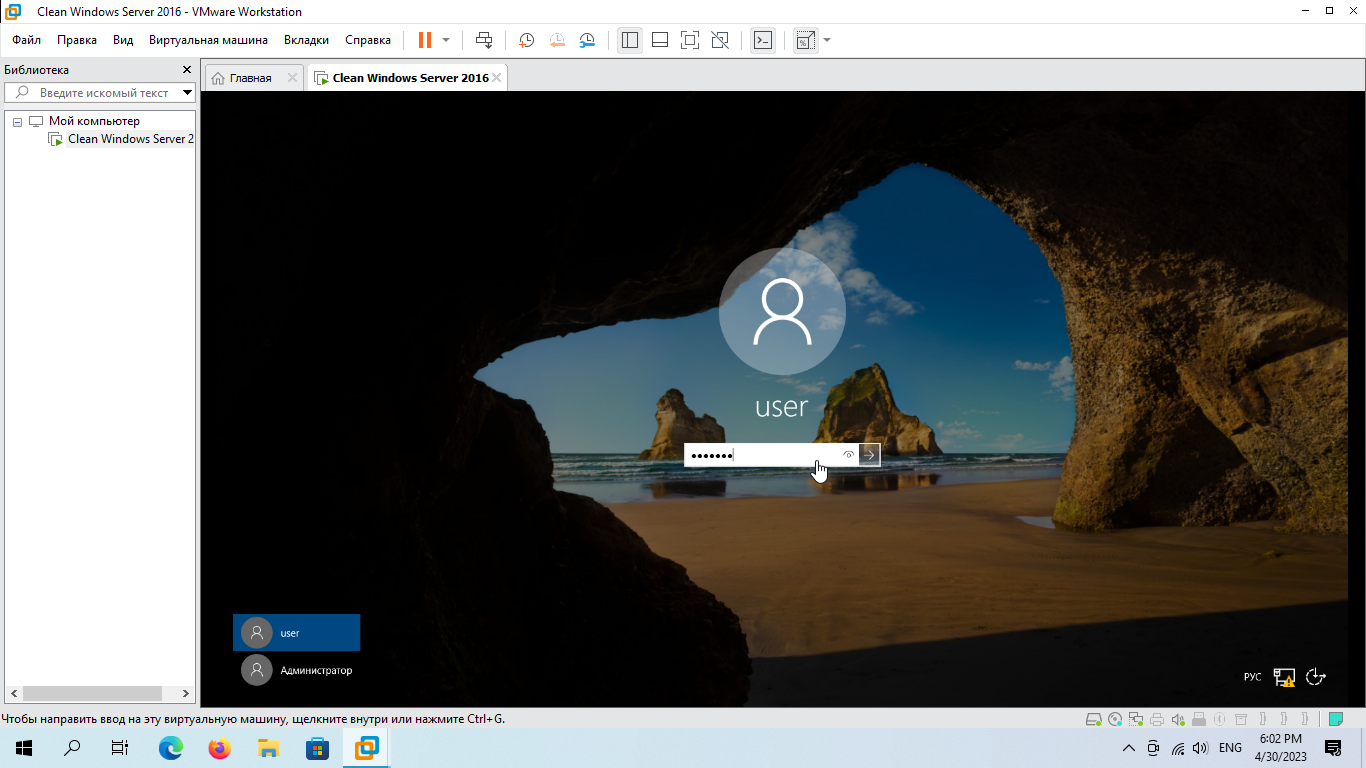 Clean Windows Server 2016 - VMware Workstation
Файл Правка Вид Виртуальная машина Вкладки Справка
Библиотека
Введите искомый текст
Мой компьютер
Clean Windows Server 2
Главная
Clean Windows Server 2016
user
user
Администратор
РУС
Чтобы направить ввод на эту виртуальную машину, щелкните внутри или нажмите Ctrl+G.
ENG
6:02 PM
4/30/2023